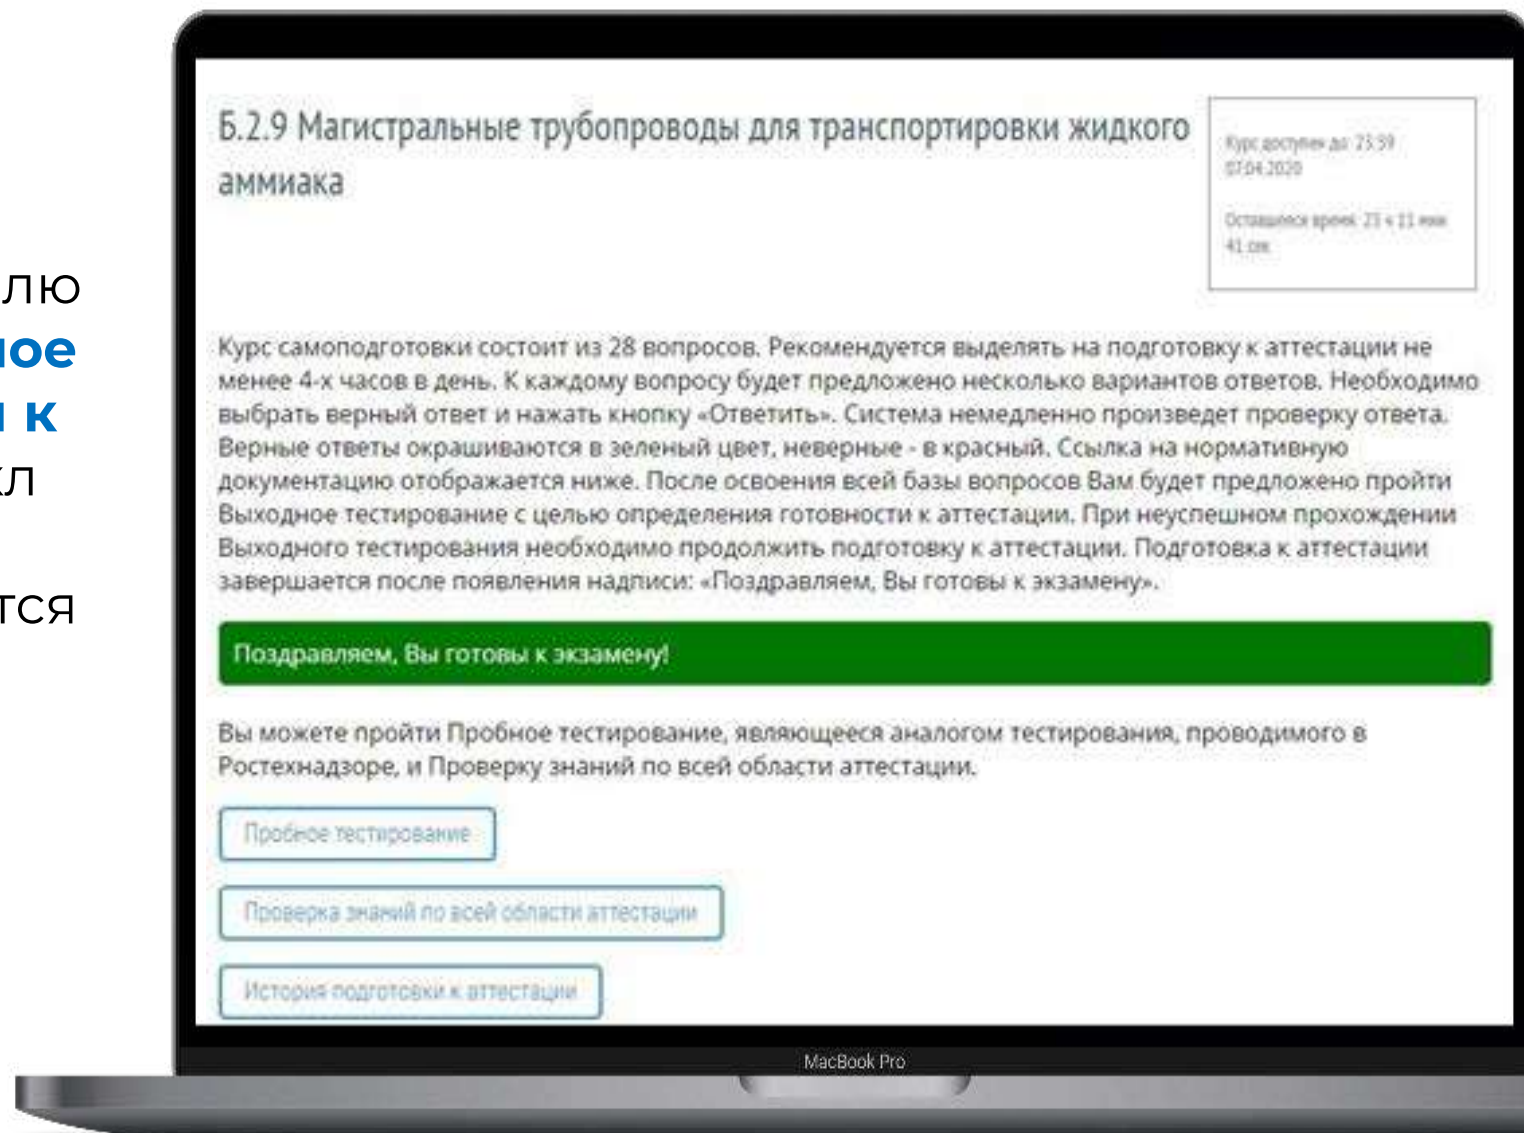 лю
ное
и к
кл
тся
Б.2.9 Магистральные трубопроводы для транспортировки жидкого
аммиака
Курс доступен до: 23:59
07.04.2020
Оставшееся время: 23 ч 11 мин
41 сек
Курс самоподготовки состоит из 28 вопросов. Рекомендуется выделять на подготовку к аттестации не
менее 4-х часов в день. К каждому вопросу будет предложено несколько вариантов ответов. Необходимо
выбрать верный ответ и нажать кнопку «Ответить». Система немедленно произведет проверку ответа.
Верные ответы окрашиваются в зеленый цвет, неверные - в красный. Ссылка на нормативную
документацию отображается ниже. После освоения всей базы вопросов Вам будет предложено пройти
Выходное тестирование с целью определения готовности к аттестации. При неуспешном прохождении
Выходного тестирования необходимо продолжить подготовку к аттестации. Подготовка к аттестации
завершается после появления надписи: «Поздравляем, Вы готовы к экзамену».
Поздравляем, Вы готовы к экзамену!
Вы можете пройти Пробное тестирование, являющееся аналогом тестирования, проводимого в
Ростехнадзоре, и Проверку знаний по всей области аттестации.
Пробное тестирование
Проверка знаний по всей области аттестации
История подготовки к аттестации
MacBook Pro